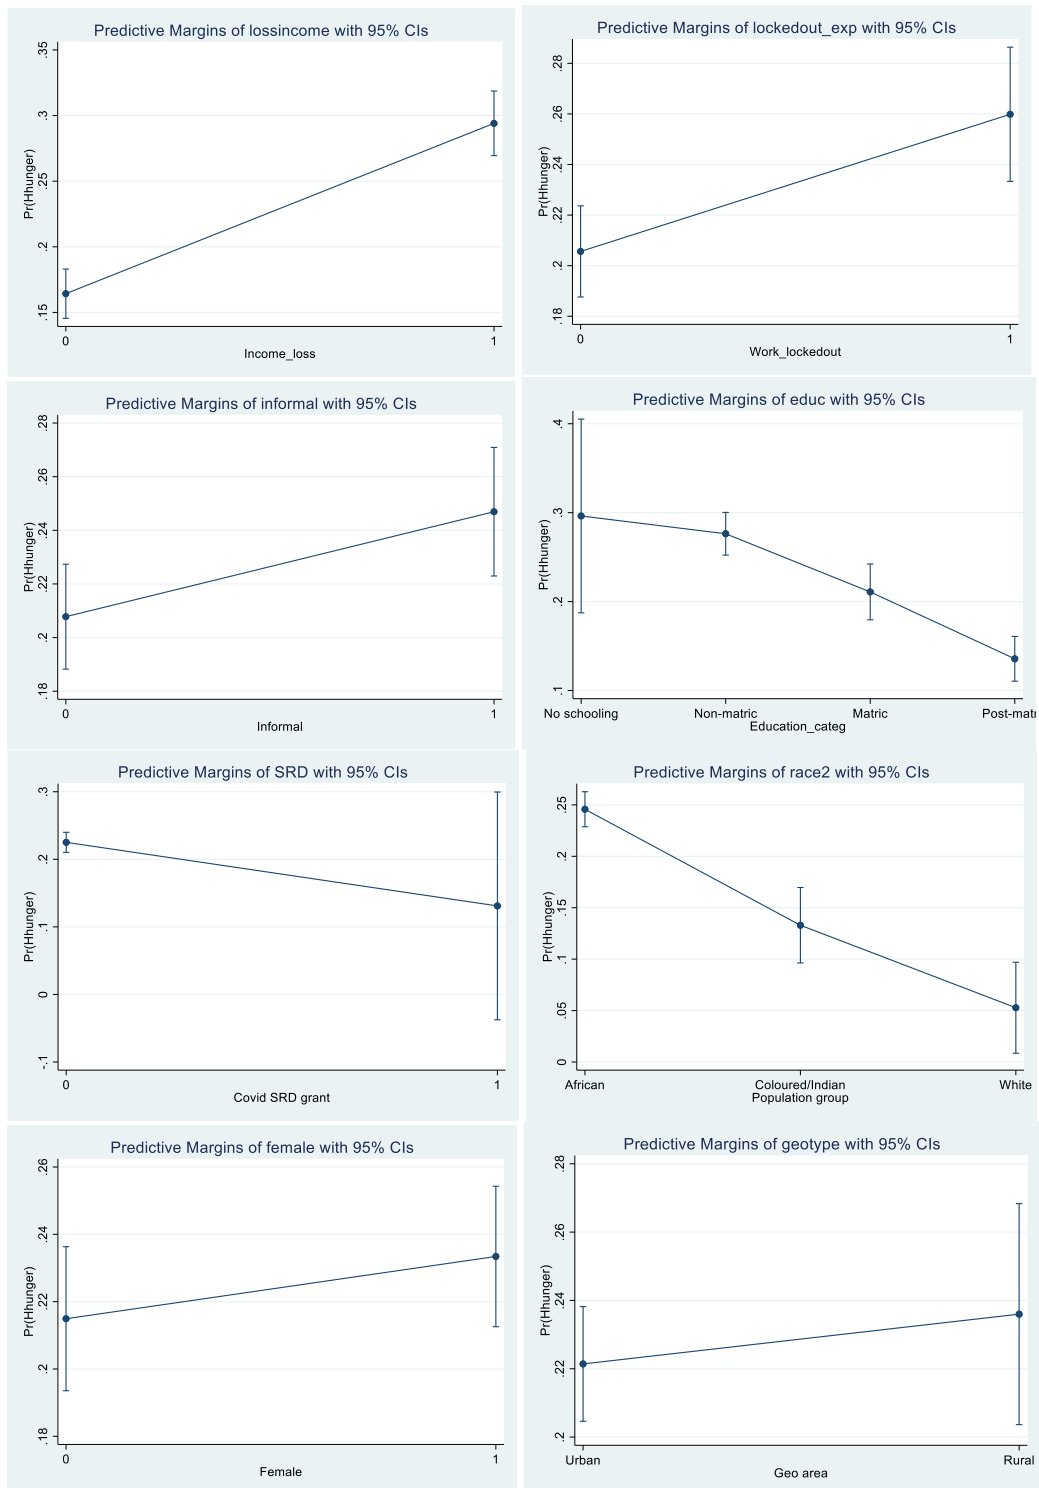 Predictive Margins of lossincome with 95% CIs
Pr(Hhunger)
.35
.3
.25
.2
.15
0 1
Income_loss
Predictive Margins of lockedout_exp with 95% CIs
Pr(Hhunger)
.28
.26
.24
.22
.2
.18
0 1
Work_lockedout
Predictive Margins of informal with 95% CIs
Pr(Hhunger)
.28
.26
.24
.22
.2
.18
0 1
Informal
Predictive Margins of educ with 95% CIs
Pr(Hhunger)
.4
.3
.2
.1
No schooling Non-matric Matric Post-matr
Education_categ
Predictive Margins of SRD with 95% CIs
Pr(Hhunger)
.3
.2
.1
0
-.1
0 1
Covid SRD grant
Predictive Margins of race2 with 95% CIs
Pr(Hhunger)
.25
.2
.15
.1
.05
0
African Coloured/Indian White
Population group
Predictive Margins of female with 95% CIs
Pr(Hhunger)
.26
.24
.22
.2
.18
0 1
Female
Predictive Margins of geotype with 95% CIs
Pr(Hhunger)
.28
.26
.24
.22
.2
Urban Rural
Geo area